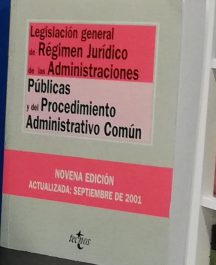 Legislación general
de Régimen Jurídico
de las Administraciones
Públicas
y del Procedimiento
Administrativo Común
NOVENA EDICIÓN
ACTUALIZADA: SEPTIEMBRE DE 2001
tecnos